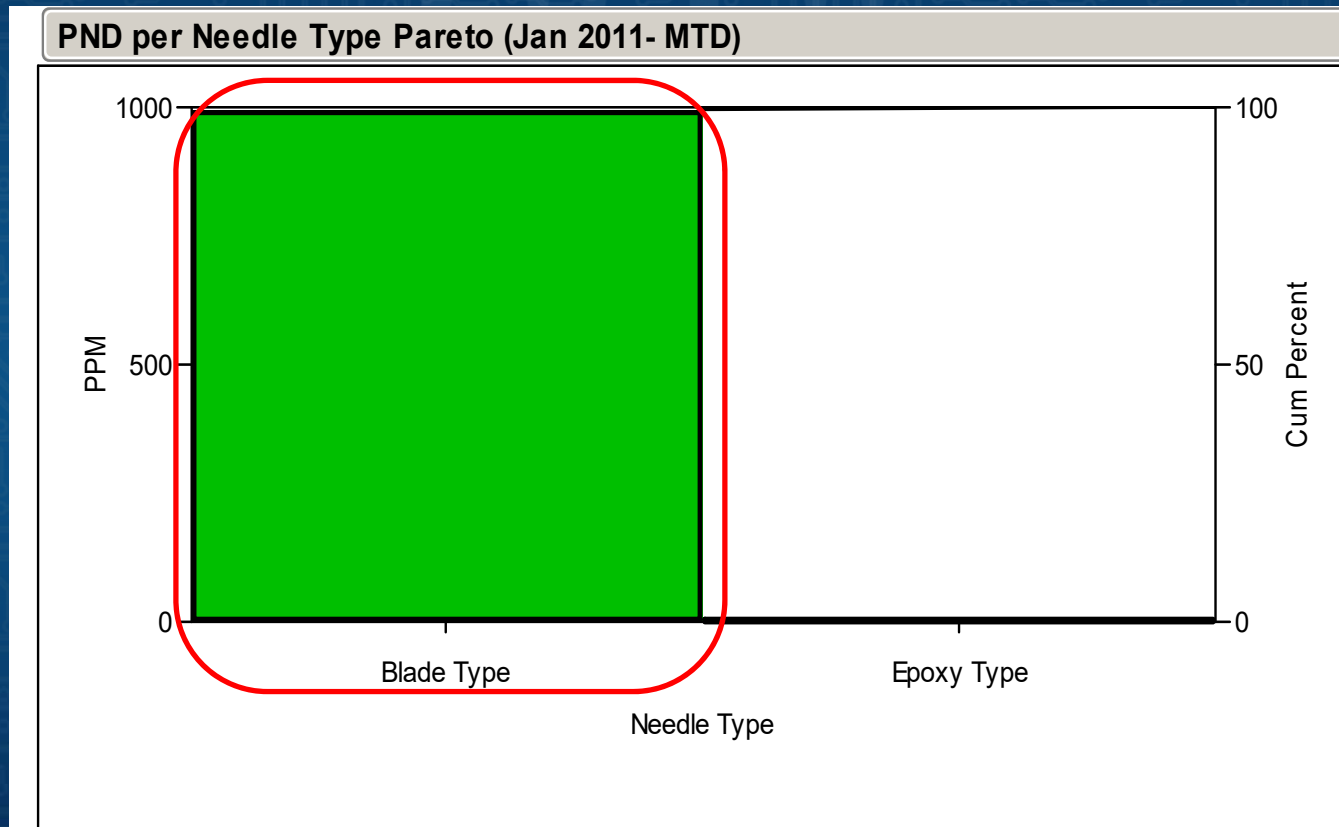 PND per Needle Type Pareto (Jan 2011- MTD)
1000
500
0
PPM
100
50
0
Cum Percent
Blade Type
Epoxy Type
Needle Type